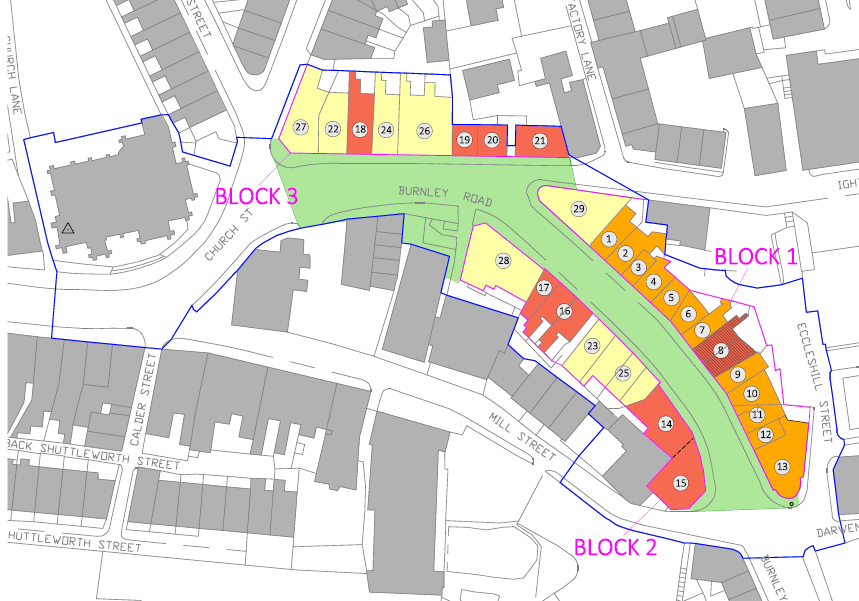 CHURCH LANE
STREET
ACTORY LANE
27
22
18
24
26
19
20
21
BLOCK 3
BURNLEY ROAD
CHURCH ST
29
1
2
3
4
5
6
7
8
9
10
11
12
13
BLOCK 1
IGHT
28
17
16
23
25
14
15
ECCLESHILL STREET
CALDER STREET
MILL STREET
BACK SHUTTLEWORTH STREET
HUTTLEWORTH STREET
BLOCK 2
DARWEN
BURNLEY